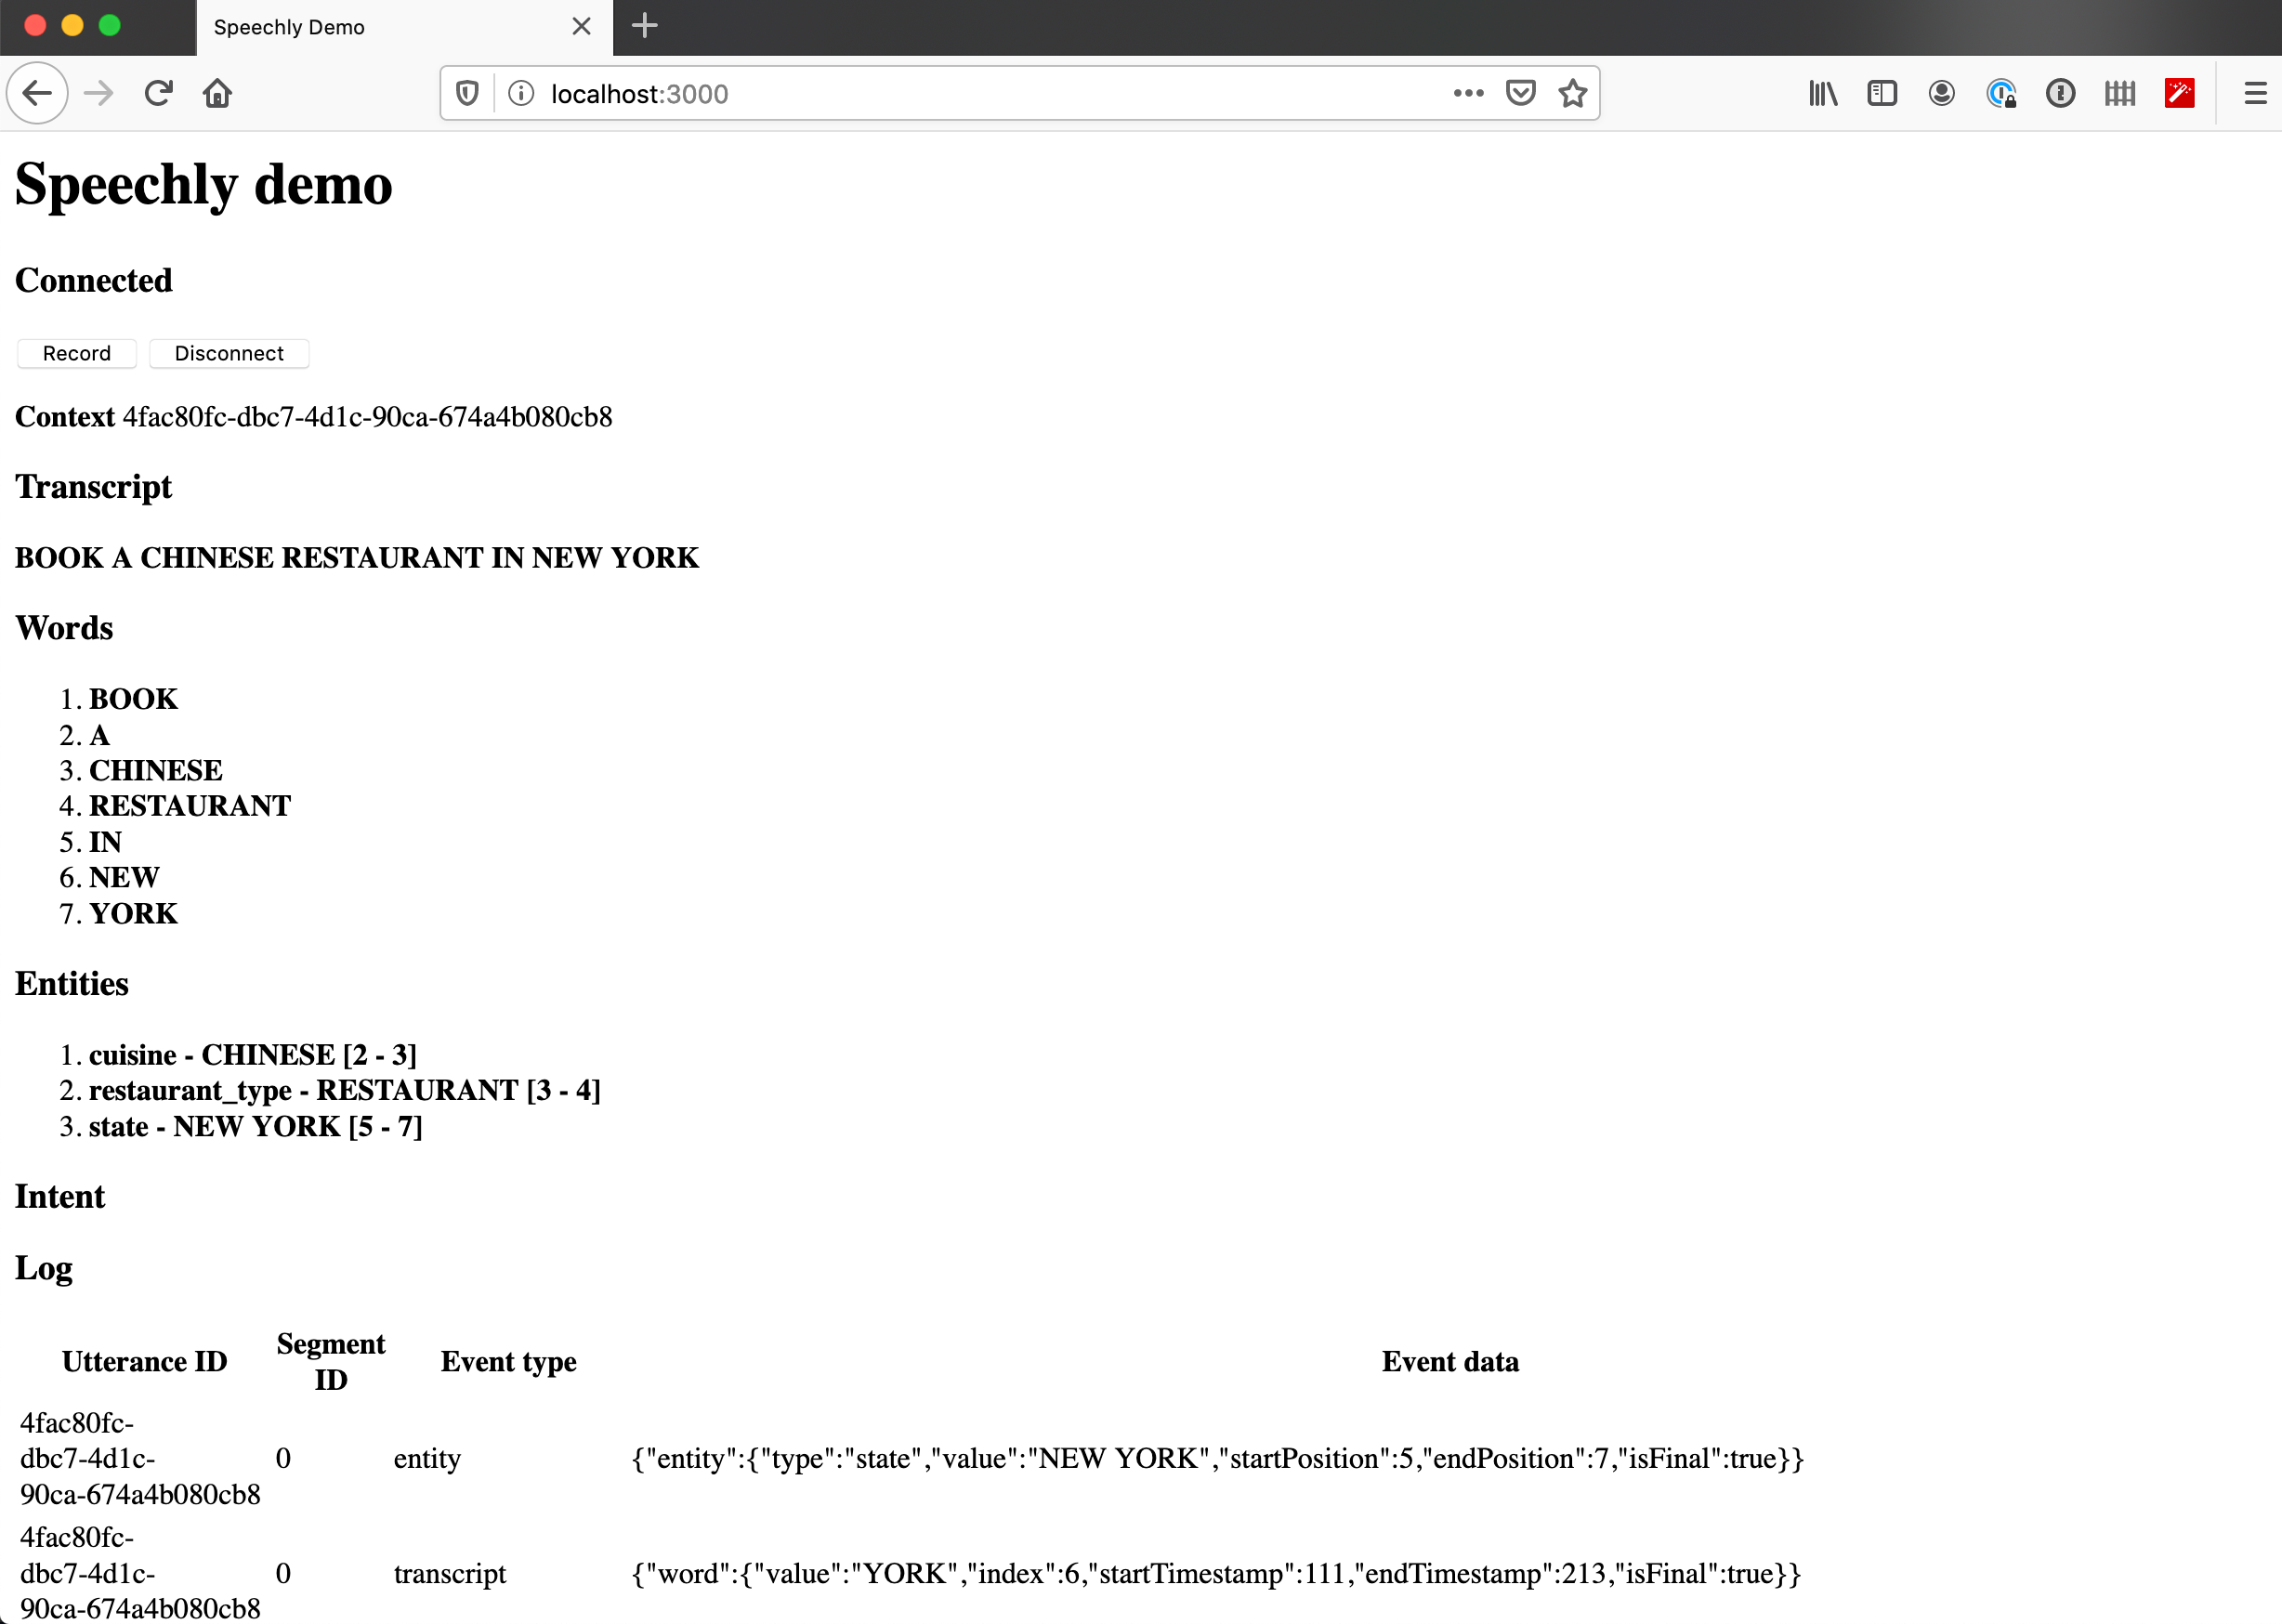 Speechly Demo
localhost:3000
Speechly demo
Connected
Record Disconnect
Context 4fac80fc-dbc7-4d1c-90ca-674a4b080cb8
Transcript
BOOK A CHINESE RESTAURANT IN NEW YORK
Words
1. BOOK
2. A
3. CHINESE
4. RESTAURANT
5. IN
6. NEW
7. YORK
Entities
1. cuisine - CHINESE [2 - 3]
2. restaurant_type - RESTAURANT [3 - 4]
3. state - NEW YORK [5 - 7]
Intent
Log
Utterance ID Segment ID Event type Event data
4fac80fc-
dbc7-4d1c- 0 entity {"entity":{"type":"state","value":"NEW YORK","startPosition":5,"endPosition":7,"isFinal":true}}
90ca-674a4b080cb8
4fac80fc-
dbc7-4d1c- 0 transcript {"word":{"value":"YORK","index":6,"startTimestamp":111,"endTimestamp":213,"isFinal":true}}
90ca-674a4b080cb8